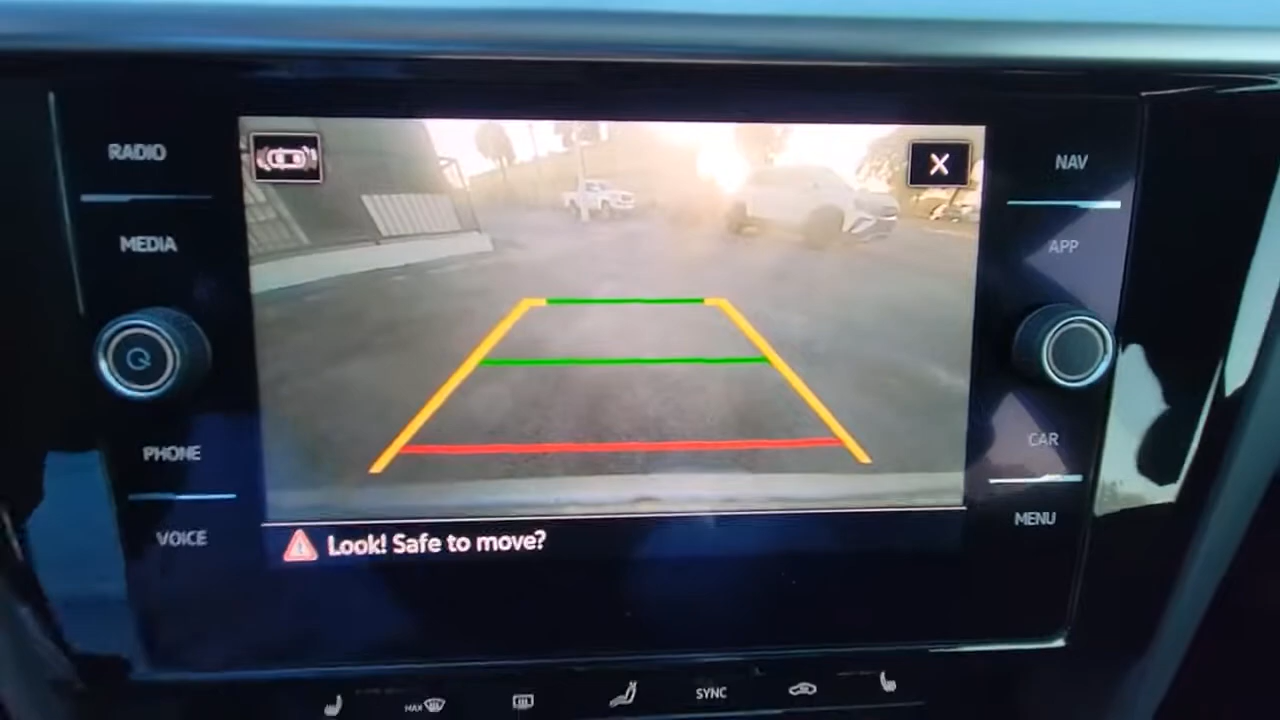 RADIO
NAV
MEDIA
APP
PHONE
CAR
VOICE
MENU
Look! Safe to move?
MAX
SYNC